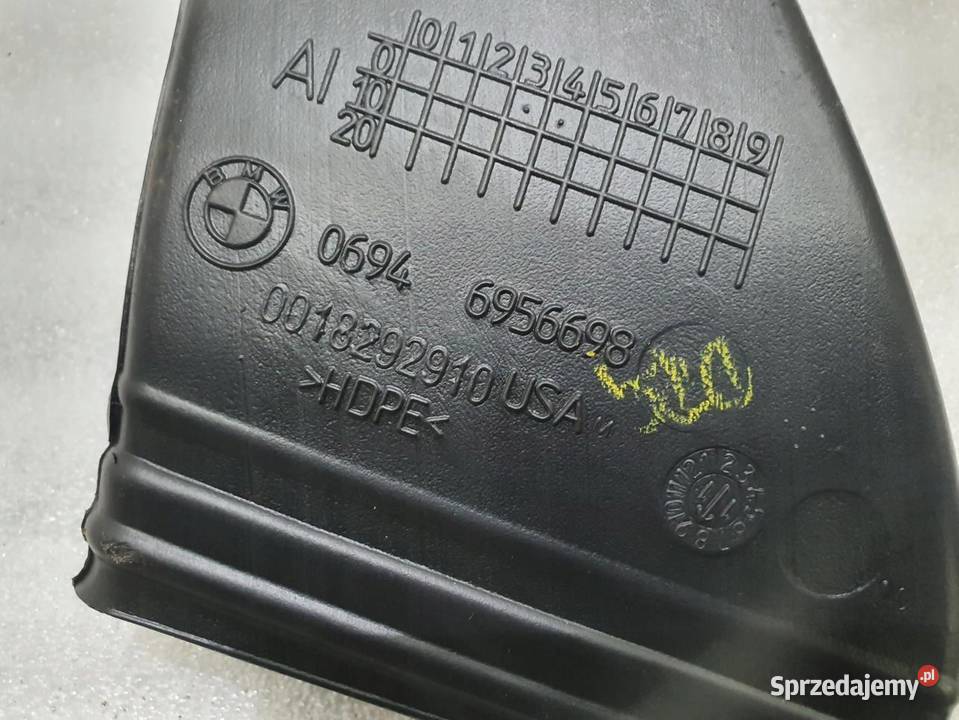 0 1 2 3 4 5 6 7 8 9
AI
0
10
20
BMW
0694
6956698
0018292910 USA
>HDPE<
Sprzedajemy.pl